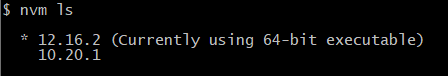 $ nvm ls
* 12.16.2 (Currently using 64-bit executable)
10.20.1